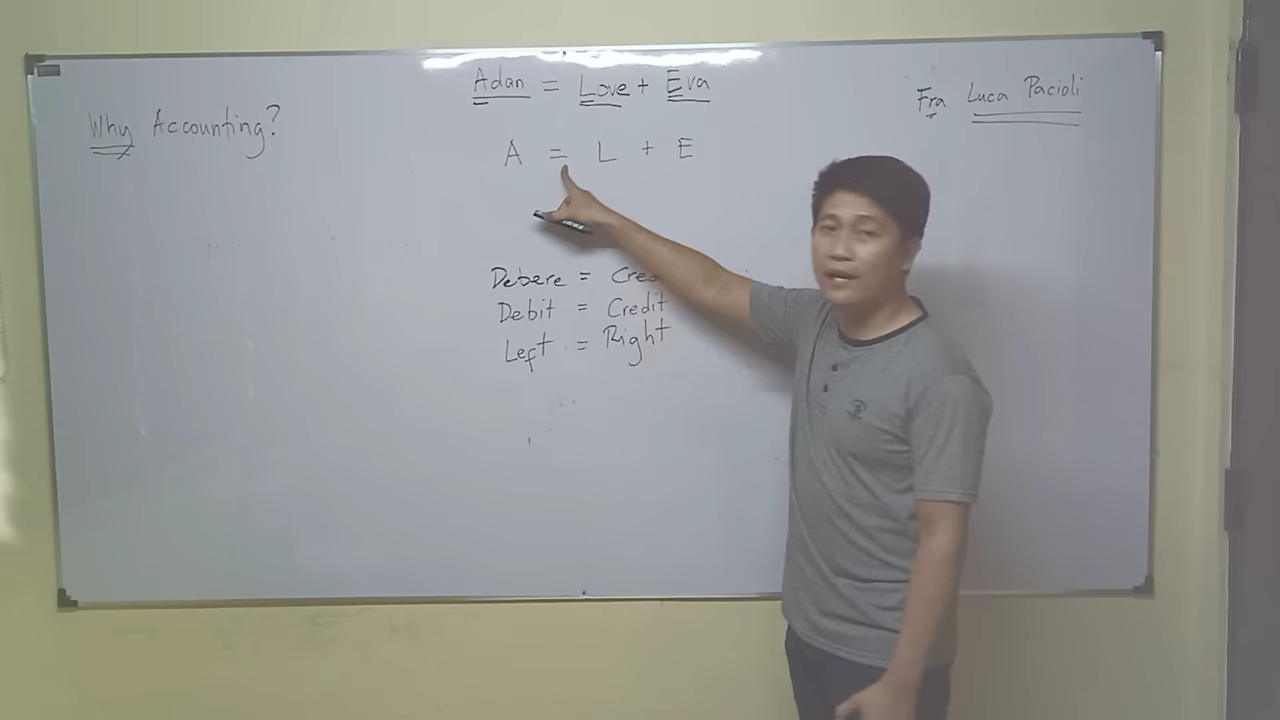 Why Accounting?
Adan = Love + Eva
A = L + E
Fra Luca Pacioli
Debere =
Debit = Credit
Left = Right